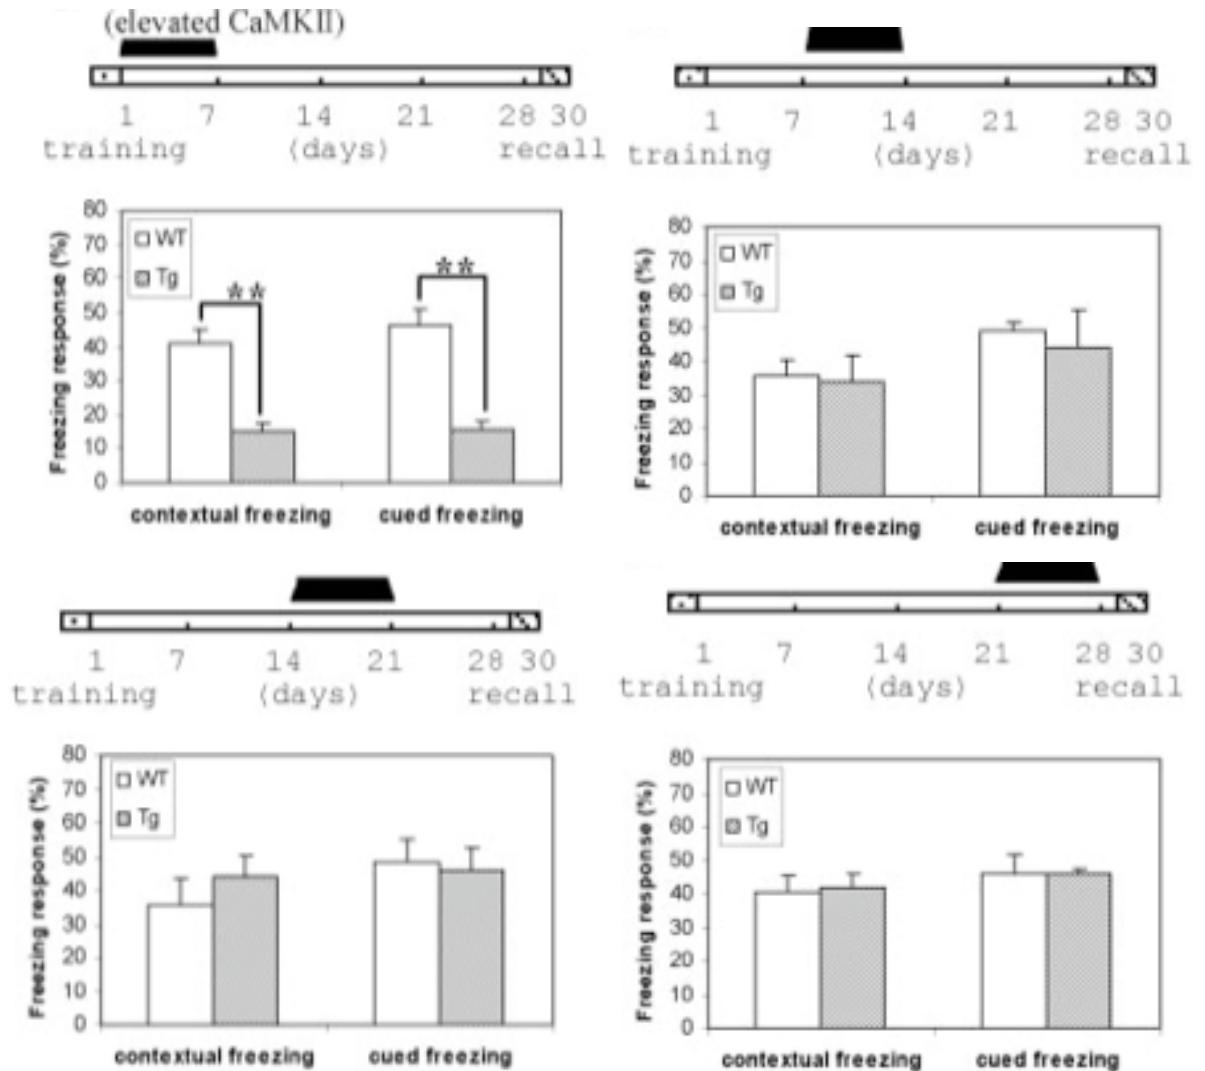 (elevated CaMKII)
1 7 14 21 28 30
training (days) recall
80
70
60
50
40
30
20
10
0
Freezing response (%)
WT
Tg
**
**
contextual freezing cued freezing
1 7 14 21 28 30
training (days) recall
80
70
60
50
40
30
20
10
0
Freezing response (%)
WT
Tg
contextual freezing cued freezing
1 7 14 21 28 30
training (days) recall
80
70
60
50
40
30
20
10
0
Freezing response (%)
WT
Tg
contextual freezing cued freezing
1 7 14 21 28 30
training (days) recall
80
70
60
50
40
30
20
10
0
Freezing response (%)
WT
Tg
contextual freezing cued freezing